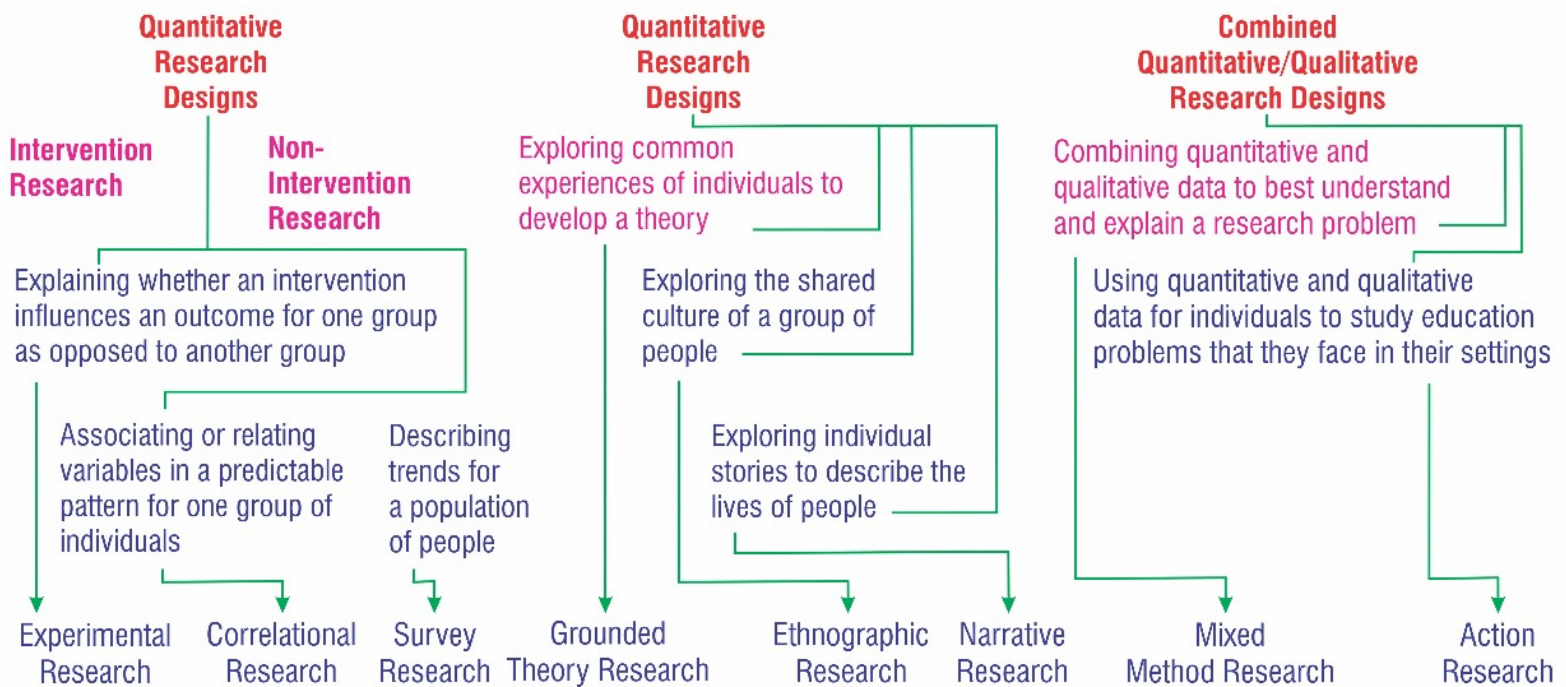 Quantitative
Research
Designs
Intervention
Research
Non-
Intervention
Research
Explaining whether an intervention
influences an outcome for one group
as opposed to another group
Associating or relating
variables in a predictable
pattern for one group of
individuals
Describing
trends for
a population
of people
Experimental
Research
Correlational
Research
Survey
Research
Quantitative
Research
Designs
Exploring common
experiences of individuals to
develop a theory
Exploring the shared
culture of a group of
people
Exploring individual
stories to describe the
lives of people
Grounded
Theory Research
Ethnographic
Research
Narrative
Research
Combined
Quantitative/Qualitative
Research Designs
Combining quantitative and
qualitative data to best understand
and explain a research problem
Using quantitative and qualitative
data for individuals to study education
problems that they face in their settings
Mixed
Method Research
Action
Research